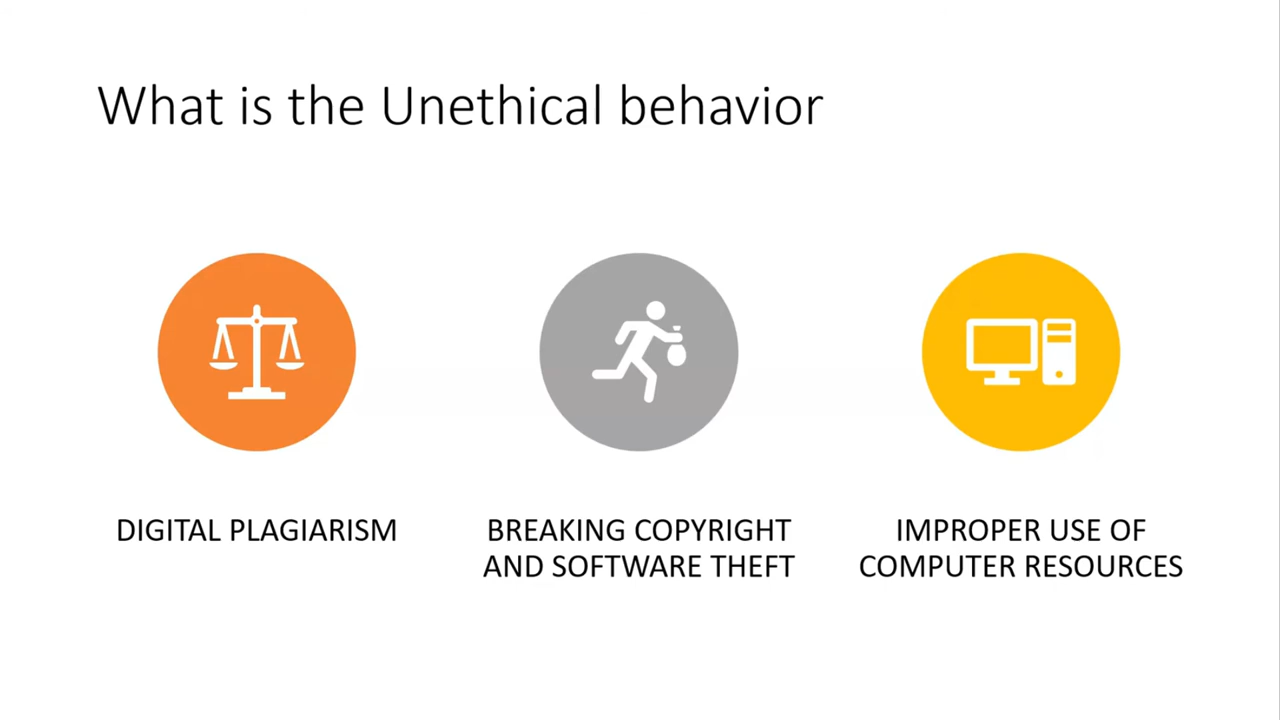 What is the Unethical behavior
DIGITAL PLAGIARISM
BREAKING COPYRIGHT
AND SOFTWARE THEFT
IMPROPER USE OF
COMPUTER RESOURCES